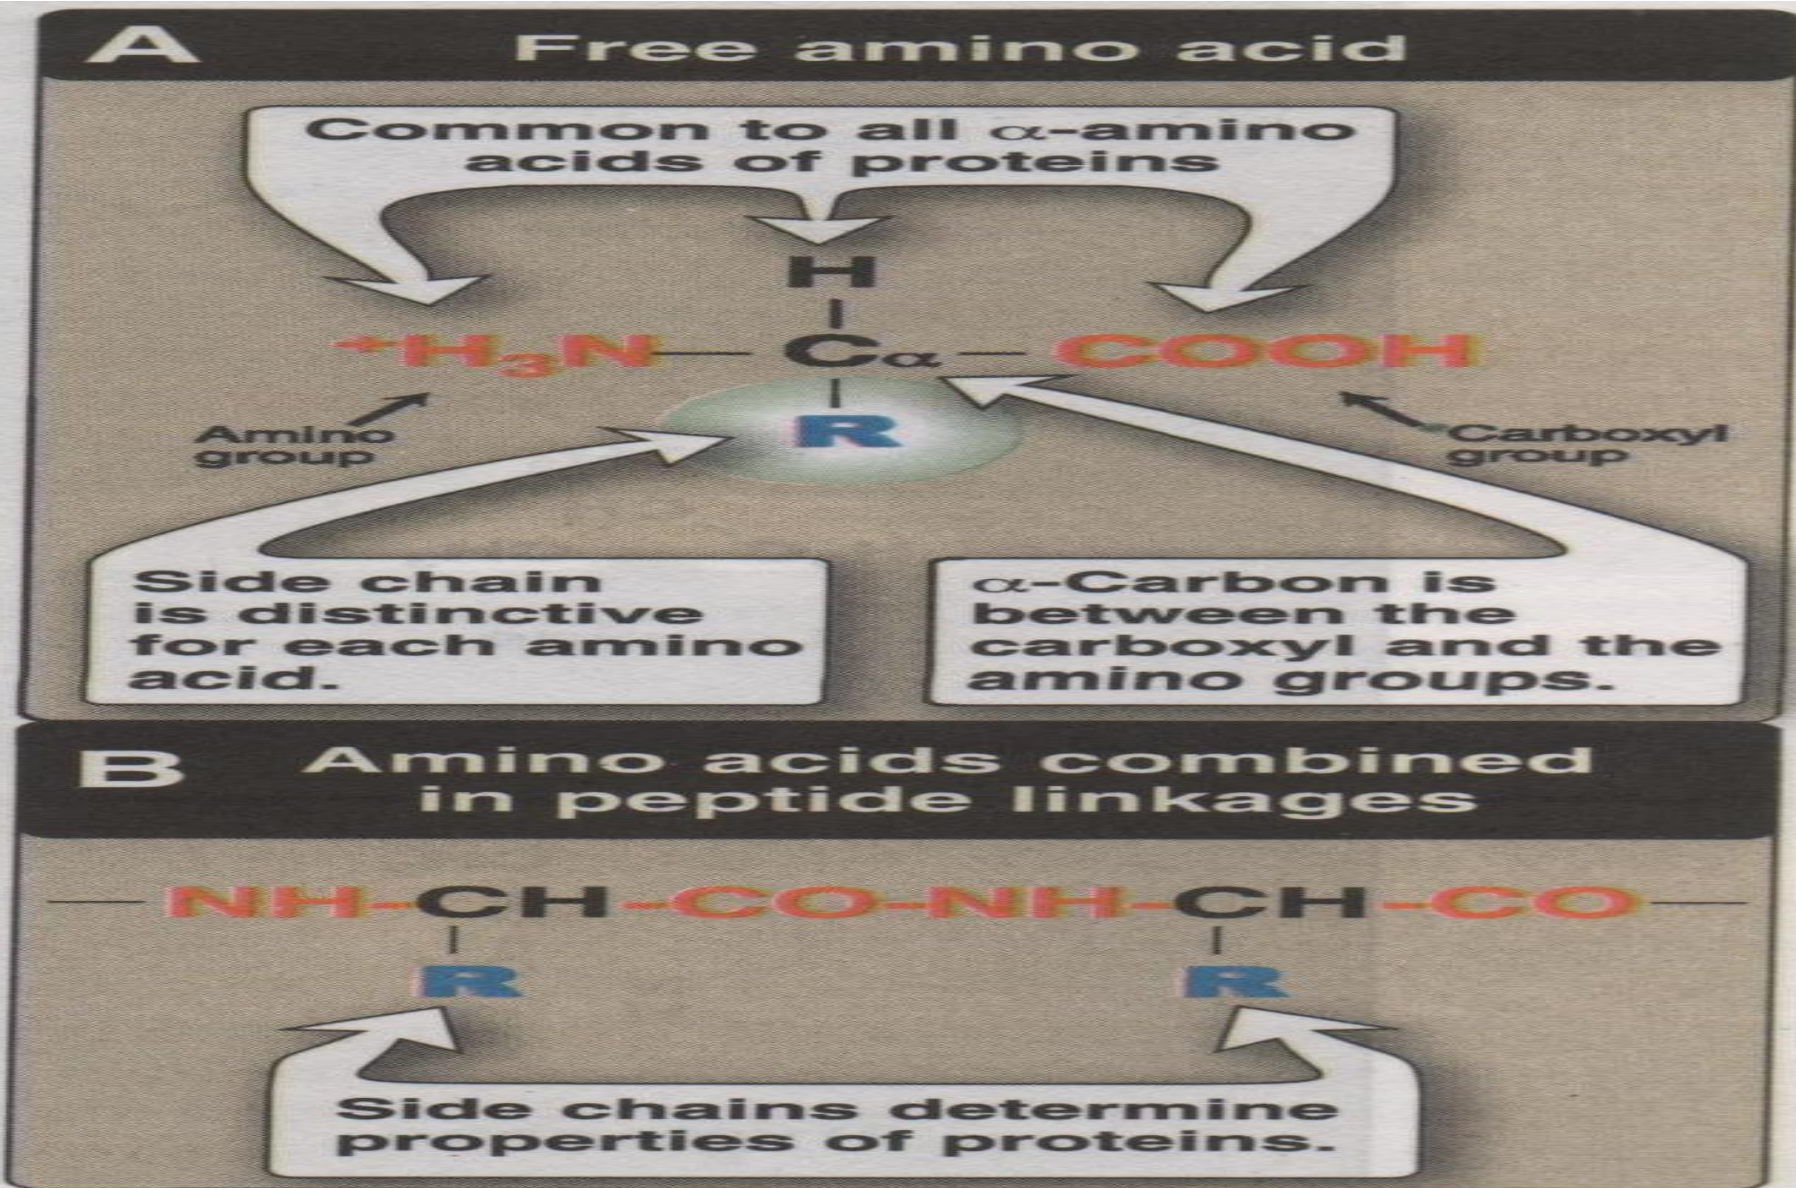 A Free amino acid
Common to all α-amino
acids of proteins
H
+H3N — Cα — COOH
R
Amino
group
Carboxyl
group
Side chain
is distinctive
for each amino
acid.
α-Carbon is
between the
carboxyl and the
amino groups.
B Amino acids combined
in peptide linkages
— NH-CH-CO-NH-CH-CO —
R R
Side chains determine
properties of proteins.